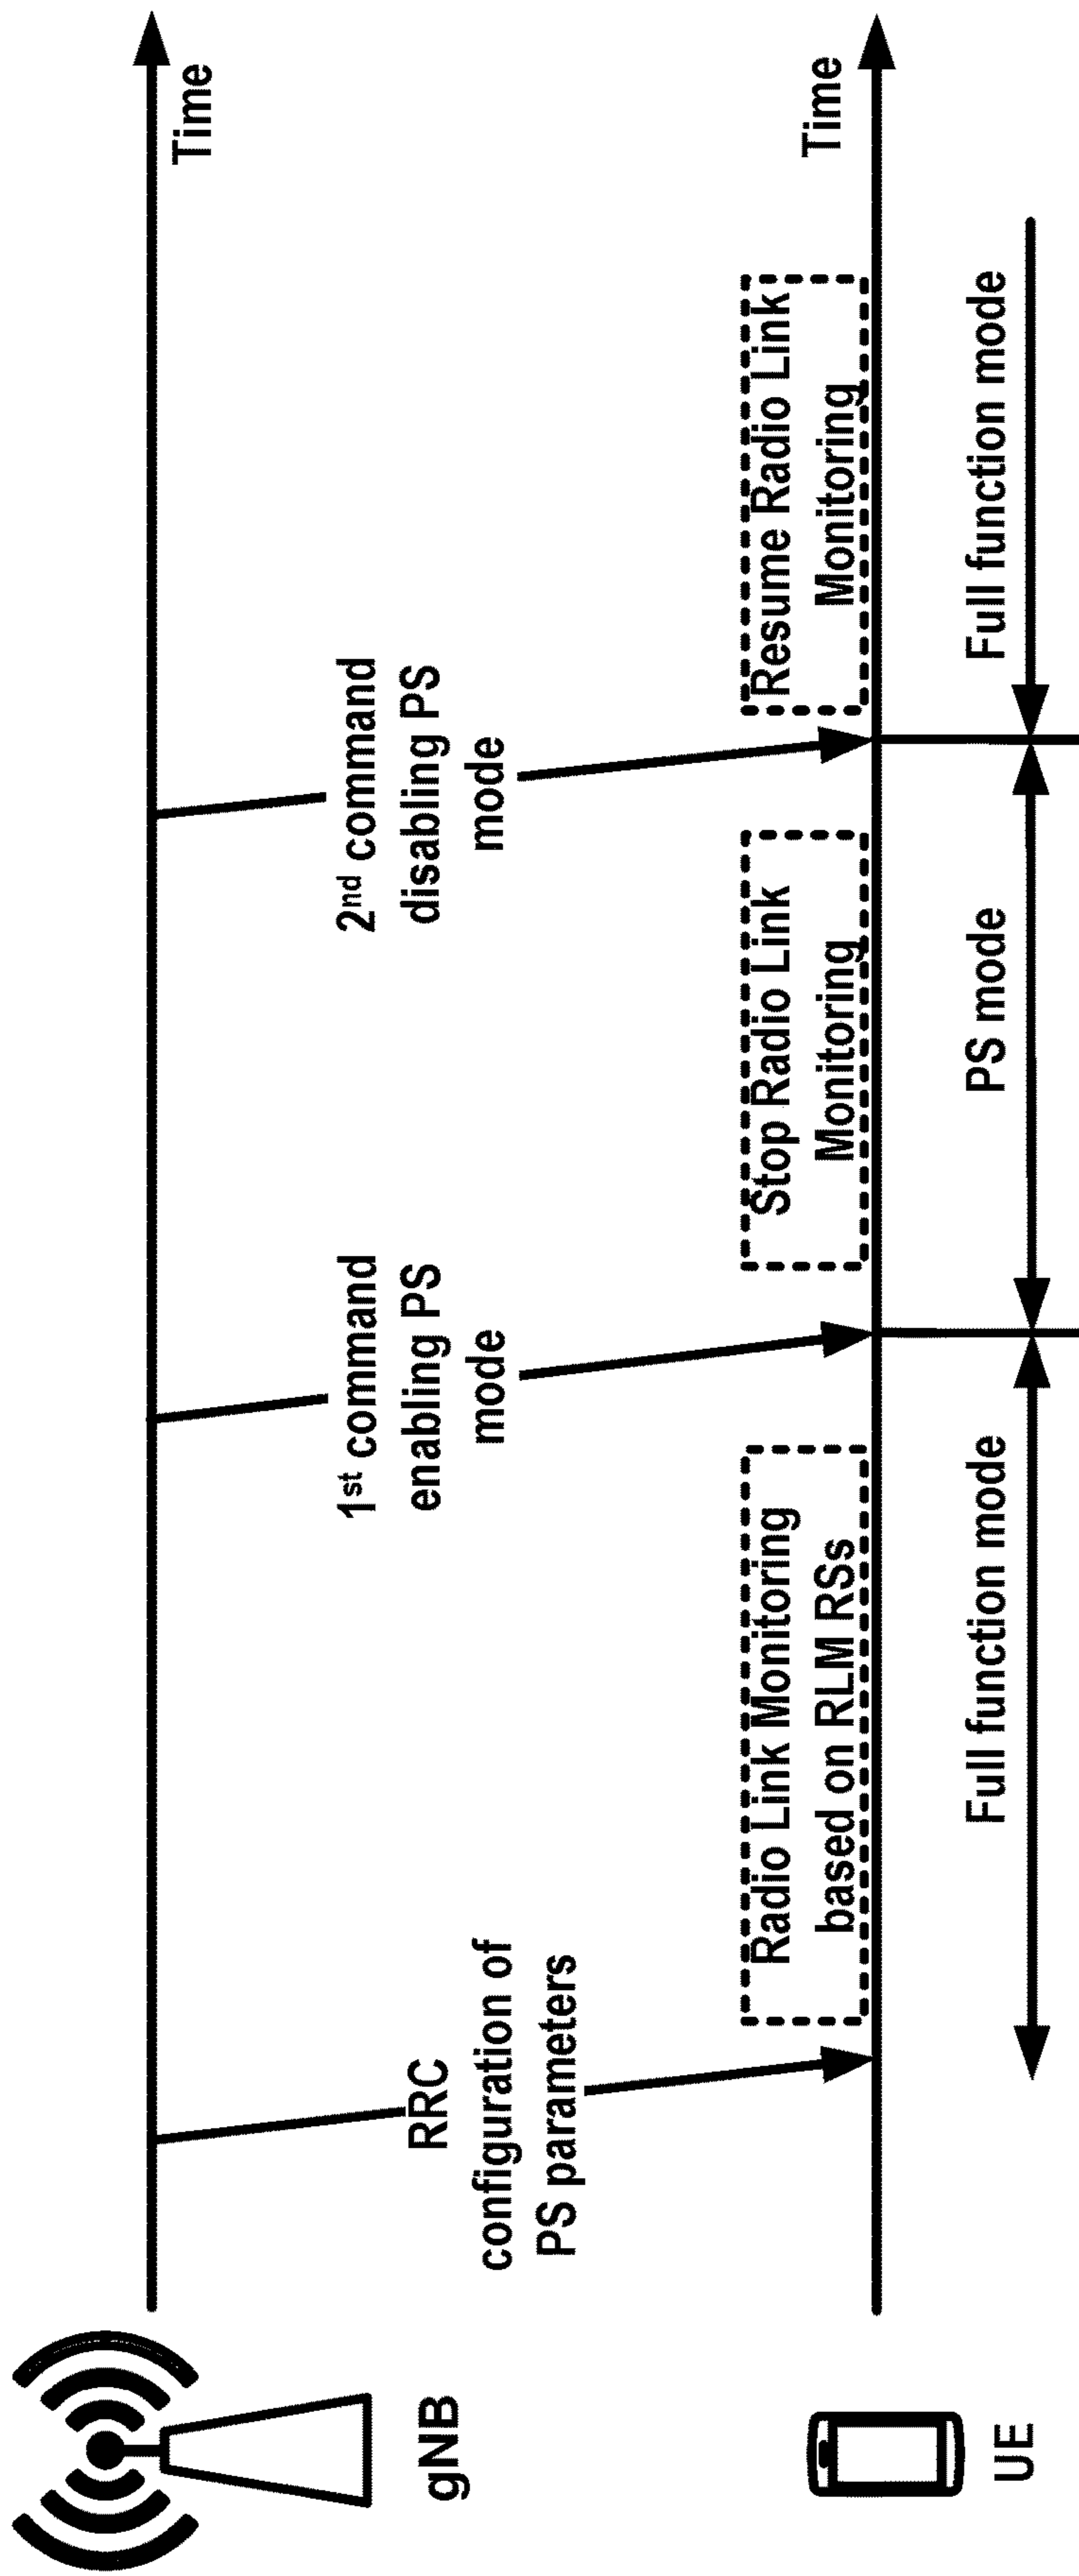 gNB
Time
RRC
configuration of
PS parameters
1st command
enabling PS
mode
2nd command
disabling PS
mode
UE
Time
Radio Link Monitoring
based on RLM RSs
Stop Radio Link
Monitoring
Resume Radio Link
Monitoring
Full function mode
PS mode
Full function mode